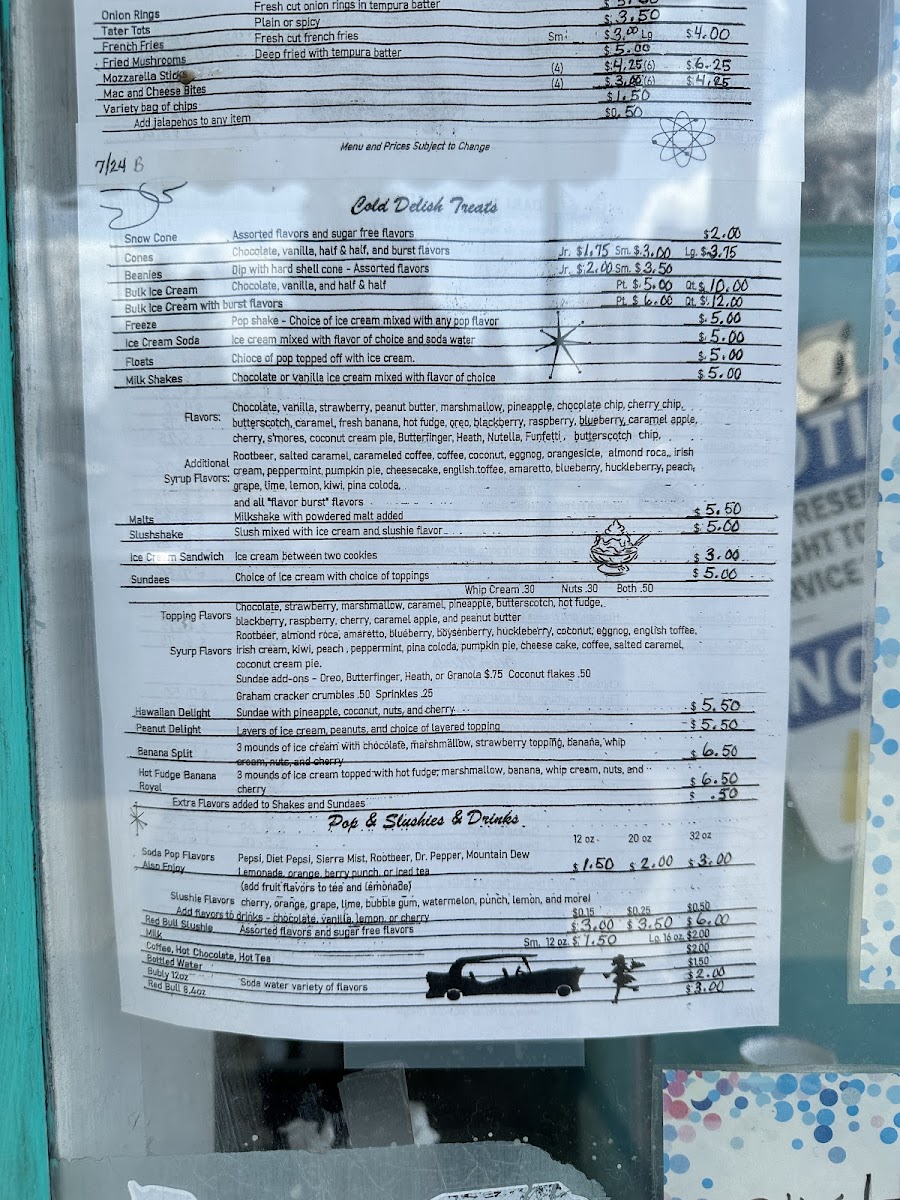 Onion Rings Fresh cut onion rings in tempura batter
Tater Tots Plain or spicy $ 3.50
French Fries Fresh cut french fries Sm. $ 3.00 Lg $ 4.00
Fried Mushrooms Deep fried with tempura batter $ 5.00
Mozzarella Sticks (4) $ 4.25 (6) $ 6.25
Mac and Cheese Bites (4) $ 3.00 (6) $ 4.25
Variety bag of chips $ 1.50
Add jalapeños to any item $0.50
Menu and Prices Subject to Change
7/24 B
Cold Delish Treats
Snow Cone Assorted flavors and sugar free flavors $ 2.00
Cones Chocolate, vanilla, half & half, and burst flavors Jr. $1.75 Sm. $.3.00 Lg. $.3.75
Beanies Dip with hard shell cone - Assorted flavors Jr. $.2.00 Sm. $ 3.50
Bulk Ice Cream Chocolate, vanilla, and half & half Pt. $.5.00 Qt. $ 10.00
Bulk Ice Cream with burst flavors Pt. $ 6.00 Qt. $. 12.00
Freeze Pop shake - Choice of ice cream mixed with any pop flavor $.5.00
Ice Cream Soda Ice cream mixed with flavor of choice and soda water $.5.00
Floats Chioce of pop topped off with ice cream. $.5.00
Milk Shakes Chocolate or vanilla ice cream mixed with flavor of choice $ 5.00
Flavors: Chocolate, vanilla, strawberry, peanut butter, marshmallow, pineapple, chocolate chip, cherry chip,
butterscotch, caramel, fresh banana, hot fudge, oreo, blackberry, raspberry, blueberry, caramel apple,
cherry, s'mores, coconut cream pie, Butterfinger, Heath, Nutella, Funfetti, butterscotch chip,
Additional Rootbeer, salted caramel, carameled coffee, coffee, coconut, eggnog, orangesicle, almond roca, irish
Syrup Flavors: cream, peppermint, pumpkin pie, cheesecake, english toffee, amaretto, blueberry, huckleberry, peach,
grape, lime, lemon, kiwi, pina coloda,
and all "flavor burst" flavors
Malts Milkshake with powdered malt added $ 5.50
Slushshake Slush mixed with ice cream and slushie flavor $ 5.00
Ice Cream Sandwich Ice cream between two cookies $ 3.00
Sundaes Choice of ice cream with choice of toppings $ 5.00
Whip Cream .30 Nuts .30 Both .50
Topping Flavors Chocolate, strawberry, marshmallow, caramel, pineapple, butterscotch, hot fudge,
blackberry, raspberry, cherry, caramel apple, and peanut butter
Rootbeer, almond roca, amaretto, blueberry, boysenberry, huckleberry, coconut, eggnog, english toffee,
Syurp Flavors irish cream, kiwi, peach, peppermint, pina coloda, pumpkin pie, cheese cake, coffee, salted caramel,
coconut cream pie.
Sundae add-ons - Oreo, Butterfinger, Heath, or Granola $.75 Coconut flakes .50
Graham cracker crumbles .50 Sprinkles .25
Hawaiian Delight Sundae with pineapple, coconut, nuts, and cherry $ 5.50
Peanut Delight Layers of ice cream, peanuts, and choice of layered topping $ 5.50
Banana Split 3 mounds of ice cream with chocolate, marshmallow, strawberry topping, banana, whip
cream, nuts, and cherry $ 6.50
Hot Fudge Banana 3 mounds of ice cream topped with hot fudge, marshmallow, banana, whip cream, nuts, and
Royal cherry $ 6.50
Extra Flavors added to Shakes and Sundaes $ .50
Pop & Slushies & Drinks
12 oz. 20 oz 32 oz
Soda Pop Flavors Pepsi, Diet Pepsi, Sierra Mist, Rootbeer, Dr. Pepper, Mountain Dew
Also Enjoy Lemonade, orange, berry punch, or iced tea $ 1.50 $ 2.00 $ 3.00
(add fruit flavors to tea and lemonade)
Slushie Flavors cherry, orange, grape, lime, bubble gum, watermelon, punch, lemon, and more!
Add flavors to drinks - chocolate, vanilla, lemon, or cherry $0.15 $0.25 $0.50
Red Bull Slushie Assorted flavors and sugar free flavors $ 3.00 $ 3.50 $ 6.00
Milk Sm. 12 oz. $ 1.50 Lg. 16 oz. $2.00
Coffee, Hot Chocolate, Hot Tea $2.00
Bottled Water $1.50
Bubly 12oz Soda water variety of flavors $ 2.00
Red Bull 8.4oz $ 3.00
RESE
HT TO
RVICE
NO